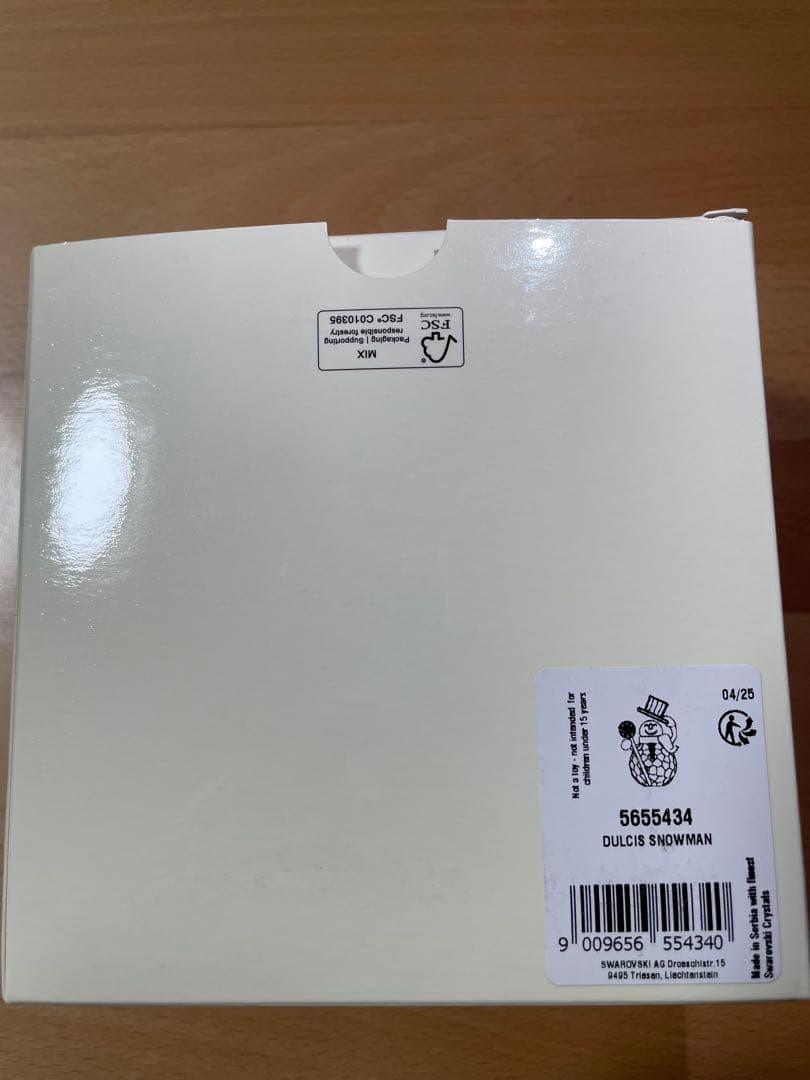 FSC
www.fsc.org
MIX
Packaging | Supporting
responsible forestry
FSC® C010395
04/25
Not a toy - not intended for
children under 15 years
5655434
DULCIS SNOWMAN
9 009656 554340
SWAROVSKI AG Droeschistr.15
9495 Triesen, Liechtenstein
Made in Serbia with finest
Swarovski Crystals